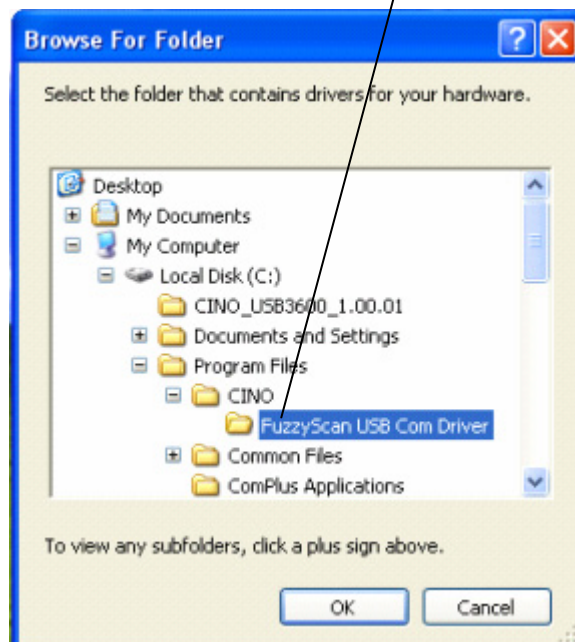 Browse For Folder
Select the folder that contains drivers for your hardware.
Desktop
My Documents
My Computer
Local Disk (C:)
CINO_USB3600_1.00.01
Documents and Settings
Program Files
CINO
FuzzyScan USB Com Driver
Common Files
ComPlus Applications
To view any subfolders, click a plus sign above.
OK
Cancel